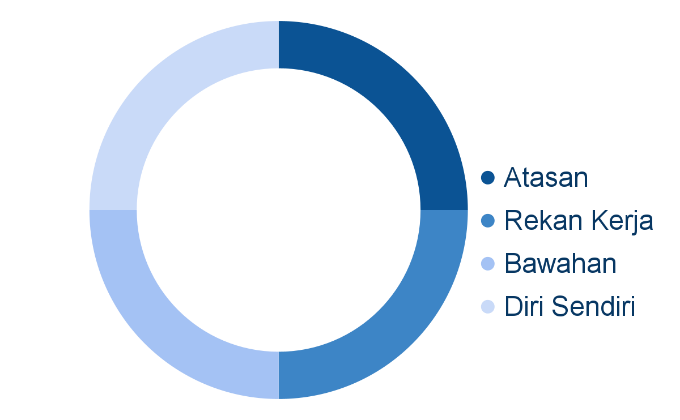 Atasan
Rekan Kerja
Bawahan
Diri Sendiri